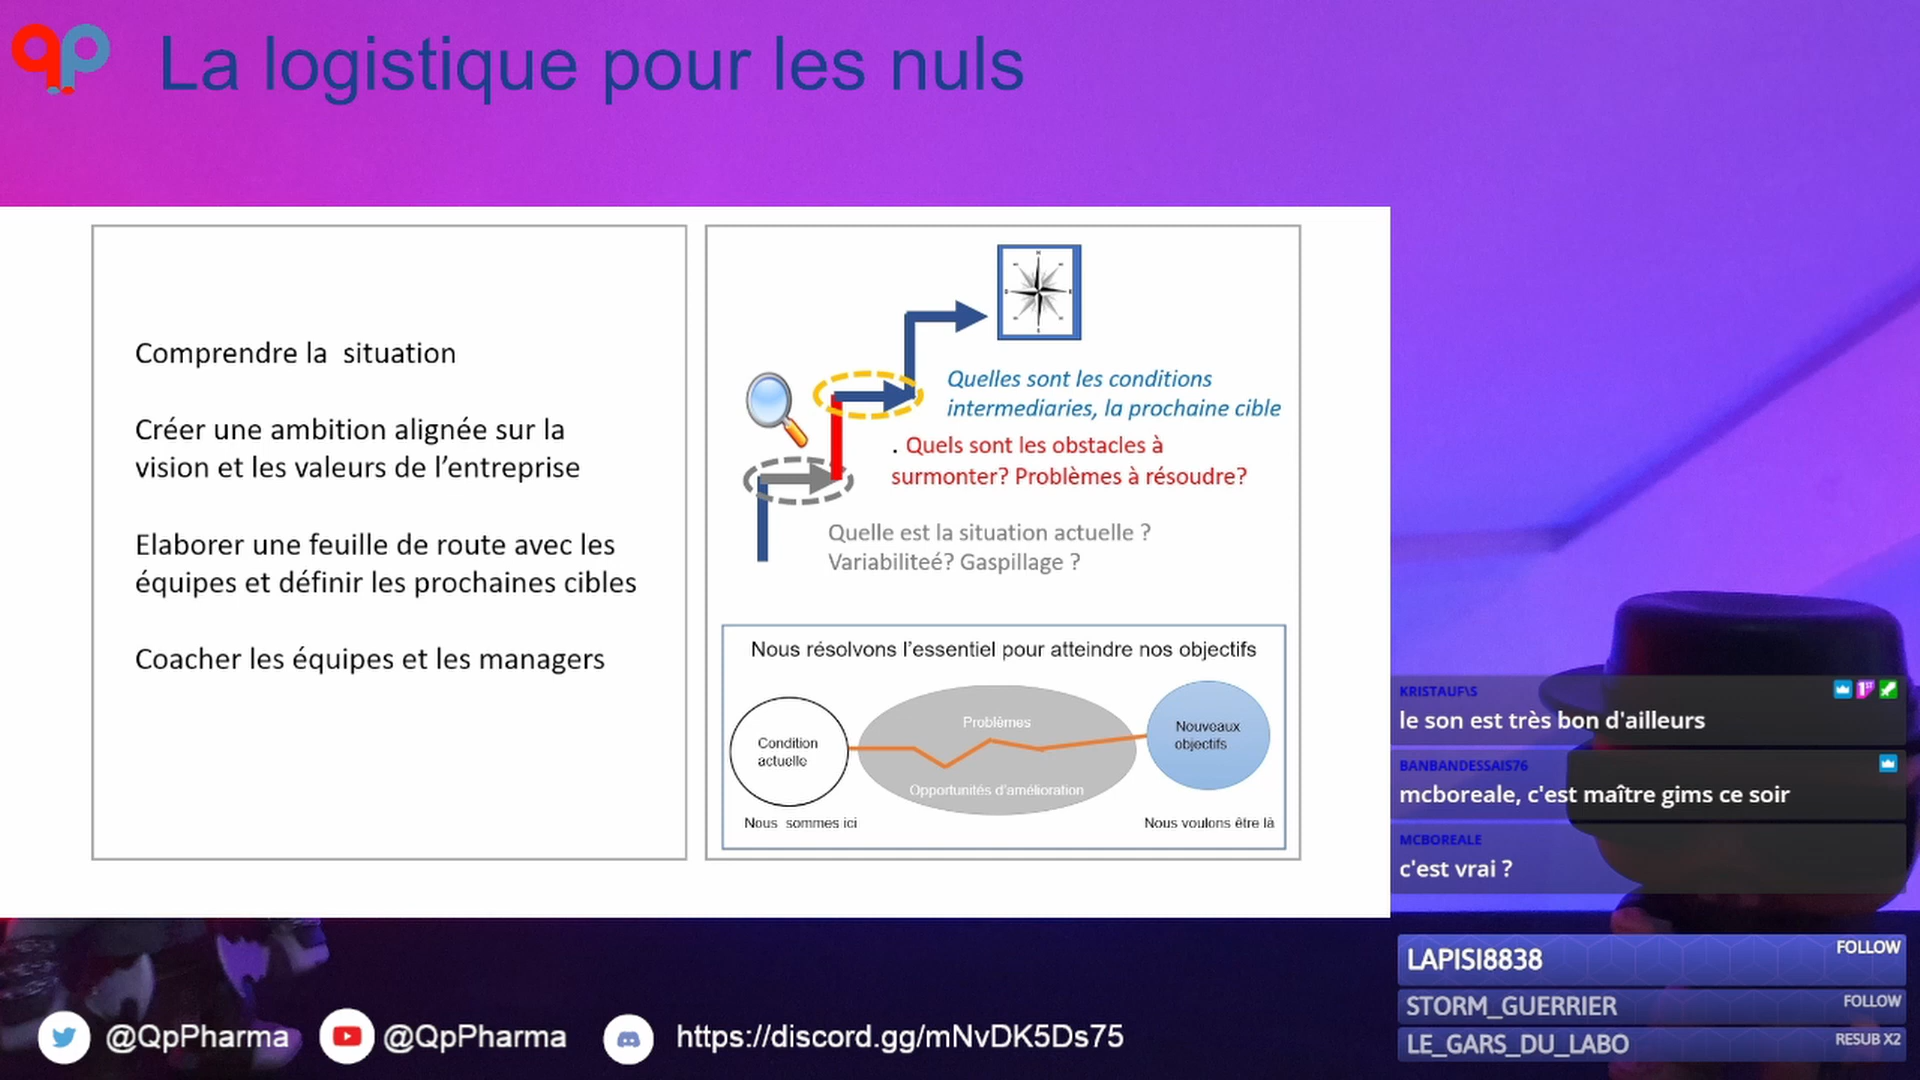 qp
La logistique pour les nuls
Comprendre la  situation
Créer une ambition alignée sur la
vision et les valeurs de l’entreprise
Elaborer une feuille de route avec les
équipes et définir les prochaines cibles
Coacher les équipes et les managers
Quelles sont les conditions
intermediaries, la prochaine cible
. Quels sont les obstacles à
surmonter? Problèmes à résoudre?
Quelle est la situation actuelle ?
Variabiliteé? Gaspillage ?
Nous résolvons l’essentiel pour atteindre nos objectifs
Condition
actuelle
Problèmes
Opportunités d’amélioration
Nouveaux
objectifs
Nous  sommes ici
Nous voulons être là
KRISTAUF\S
le son est très bon d'ailleurs
BANBANDESSAIS76
mcboreale, c'est maître gims ce soir
MCBOREALE
c'est vrai ?
LAPISI8838 FOLLOW
STORM_GUERRIER FOLLOW
LE_GARS_DU_LABO RESUB X2
@QpPharma @QpPharma https://discord.gg/mNvDK5Ds75